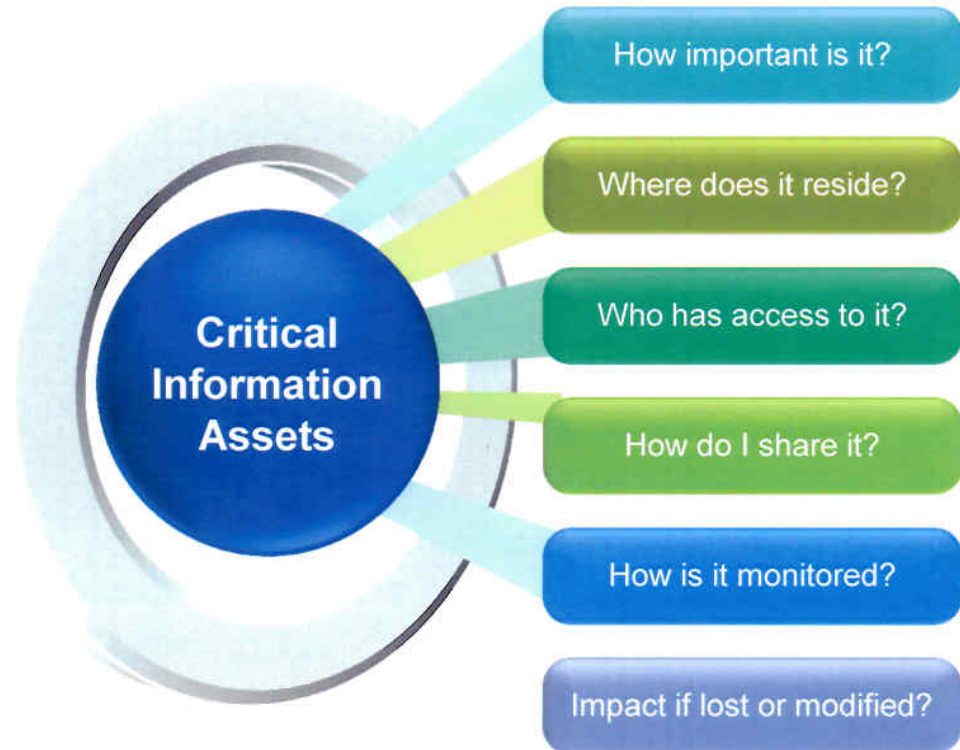 Critical
Information
Assets
How important is it?
Where does it reside?
Who has access to it?
How do I share it?
How is it monitored?
Impact if lost or modified?